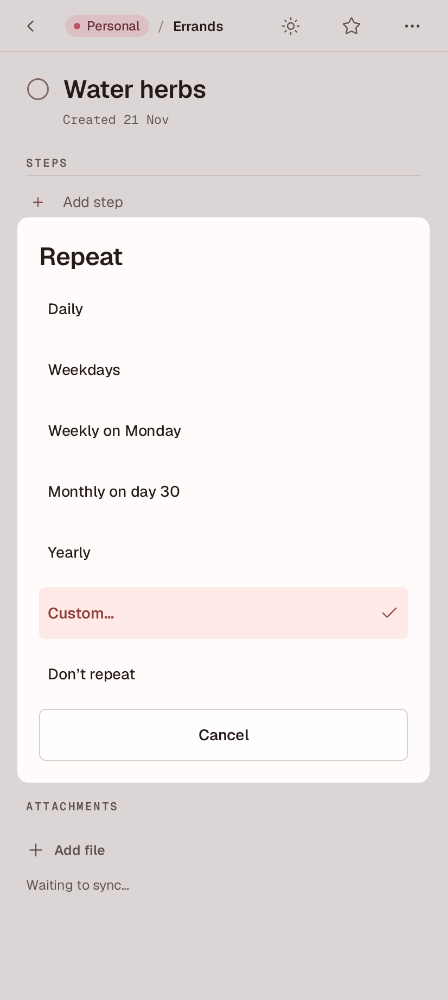 Personal / Errands
Water herbs
Created 21 Nov
STEPS
Add step
Repeat
Daily
Weekdays
Weekly on Monday
Monthly on day 30
Yearly
Custom…
Don’t repeat
Cancel
ATTACHMENTS
Add file
Waiting to sync…